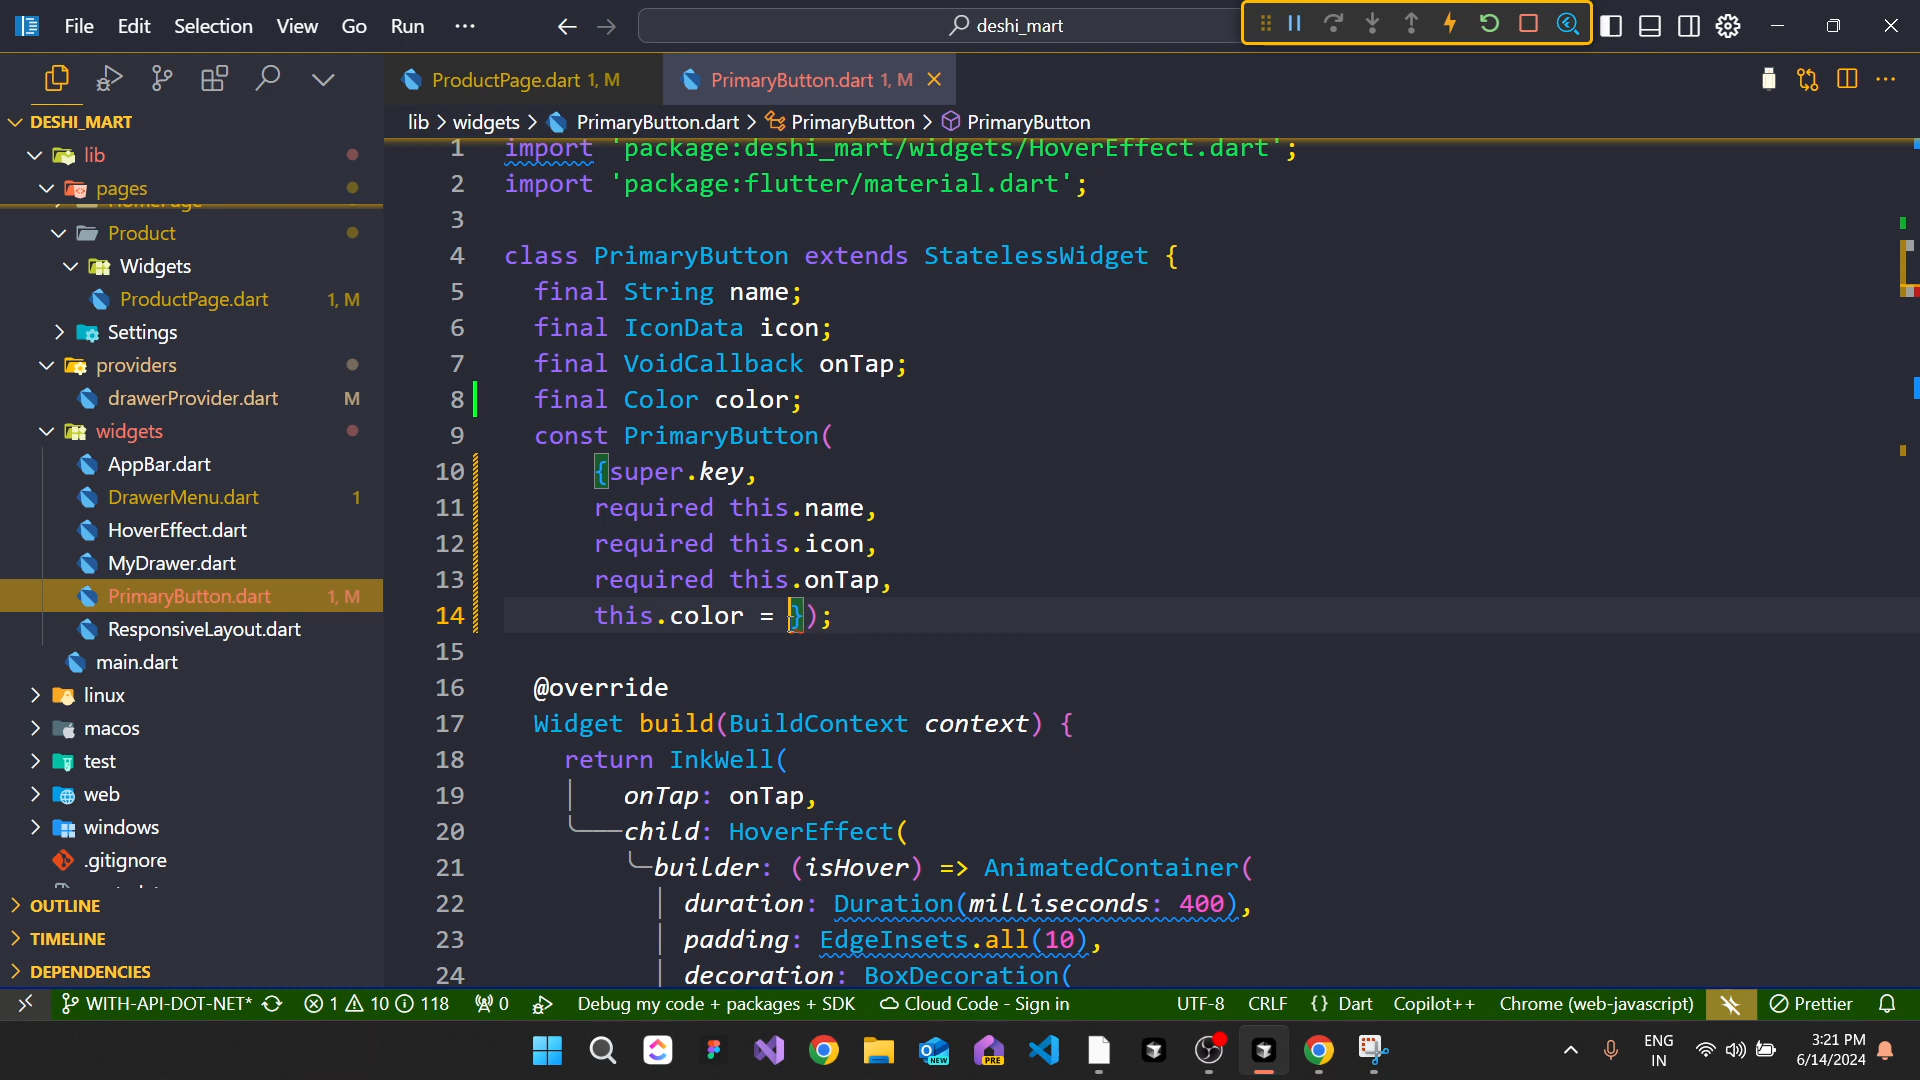 File Edit Selection View Go Run ···
deshi_mart
ProductPage.dart 1, M
PrimaryButton.dart 1, M
DESHI_MART
lib > widgets > PrimaryButton.dart > PrimaryButton > PrimaryButton
lib
pages
HomePage
Product
Widgets
ProductPage.dart 1, M
Settings
providers
drawerProvider.dart M
widgets
AppBar.dart
DrawerMenu.dart 1
HoverEffect.dart
MyDrawer.dart
PrimaryButton.dart 1, M
ResponsiveLayout.dart
main.dart
linux
macos
test
web
windows
.gitignore
OUTLINE
TIMELINE
DEPENDENCIES
1 import 'package:deshi_mart/widgets/HoverEffect.dart';
2 import 'package:flutter/material.dart';
3
4 class PrimaryButton extends StatelessWidget {
5 final String name;
6 final IconData icon;
7 final VoidCallback onTap;
8 final Color color;
9 const PrimaryButton(
10 {super.key,
11 required this.name,
12 required this.icon,
13 required this.onTap,
14 this.color = });
15
16 @override
17 Widget build(BuildContext context) {
18 return InkWell(
19 onTap: onTap,
20 child: HoverEffect(
21 builder: (isHover) => AnimatedContainer(
22 duration: Duration(milliseconds: 400),
23 padding: EdgeInsets.all(10),
24 decoration: BoxDecoration(
WITH-API-DOT-NET* 1 10 118 0 Debug my code + packages + SDK Cloud Code - Sign in UTF-8 CRLF {} Dart Copilot++ Chrome (web-javascript) Prettier
NEW
PRE
ENG
IN
3:21 PM
6/14/2024